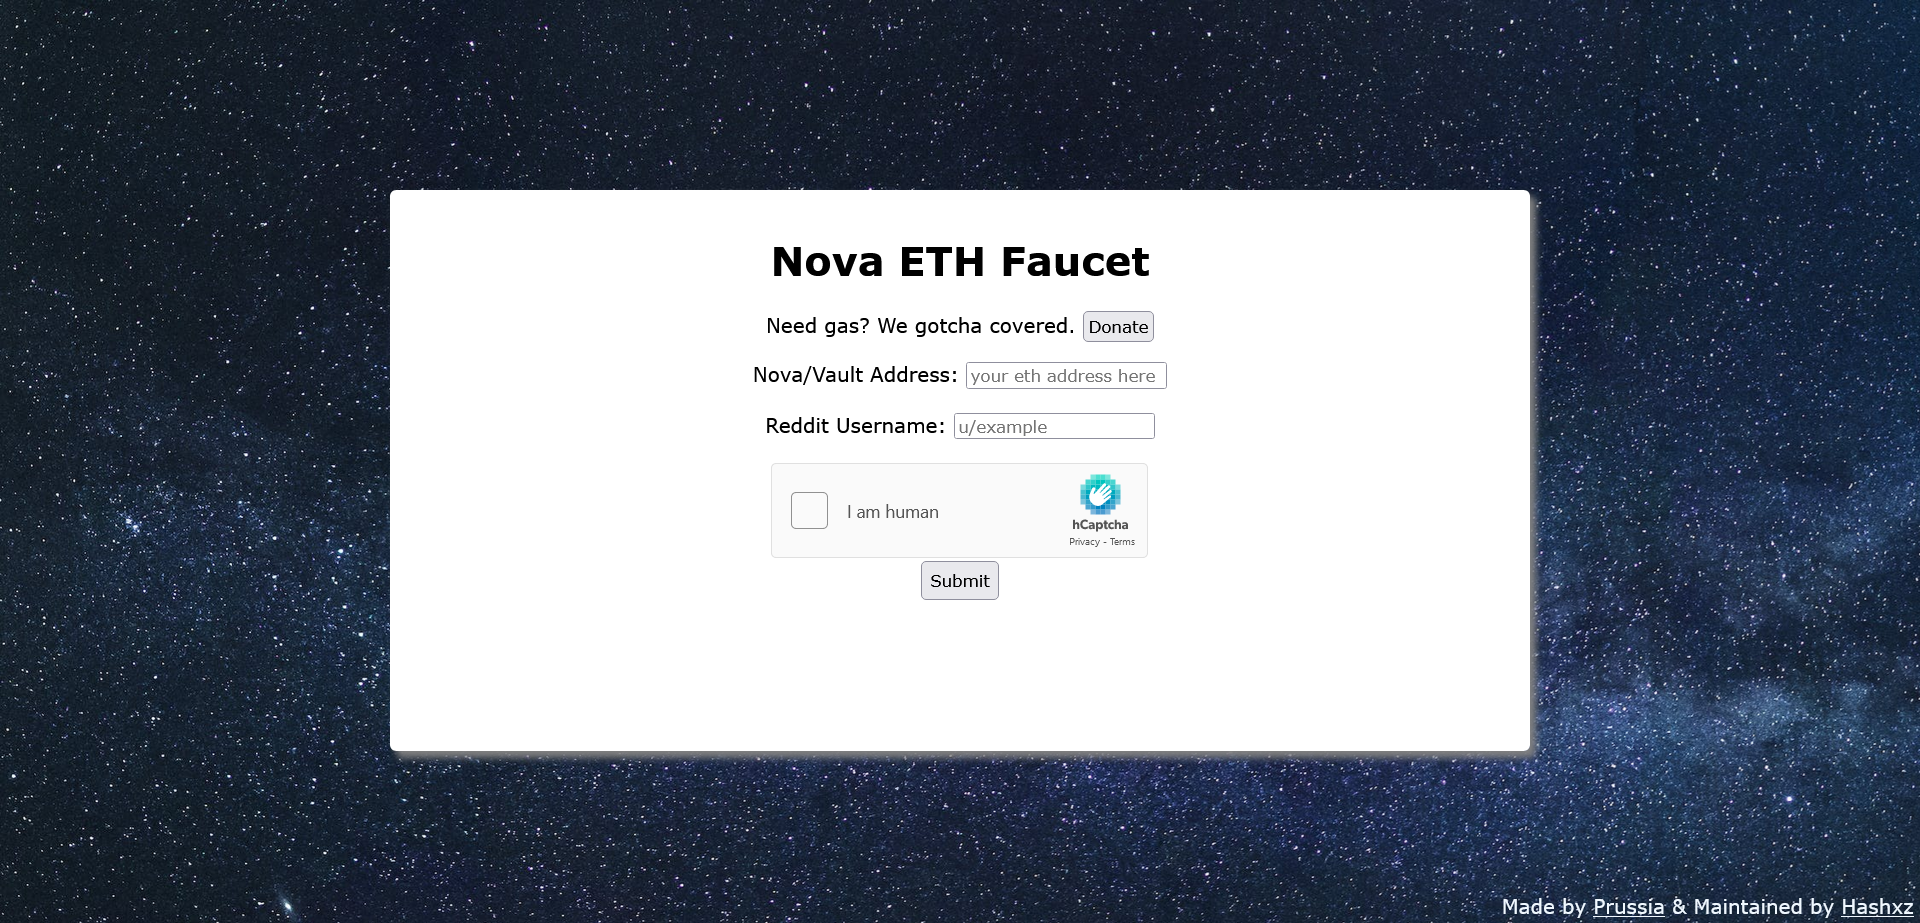 Nova ETH Faucet
Need gas? We gotcha covered. Donate
Nova/Vault Address: your eth address here
Reddit Username: u/example
I am human
hCaptcha
Privacy - Terms
Submit
Made by Prussia & Maintained by Hashxz